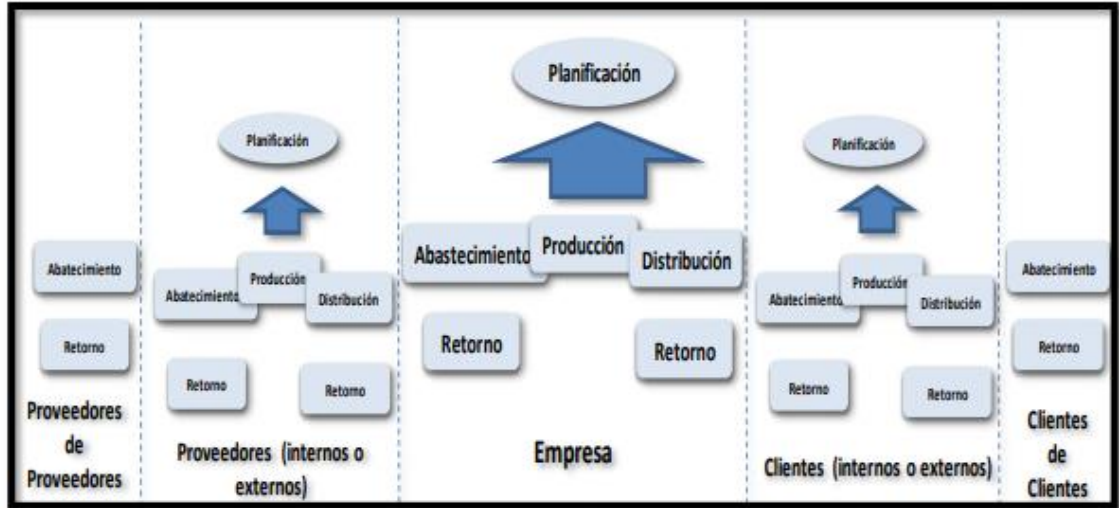 Abatecimiento
Retorno
Proveedores
de
Proveedores
Planificación
Abatecimiento
Producción
Distribución
Retorno
Retorno
Proveedores (internos o
externos)
Planificación
Abastecimiento
Producción
Distribución
Retorno
Retorno
Empresa
Planificación
Abatecimiento
Producción
Distribución
Retorno
Retorno
Clientes (internos o externos)
Abatecimiento
Retorno
Clientes
de
Clientes